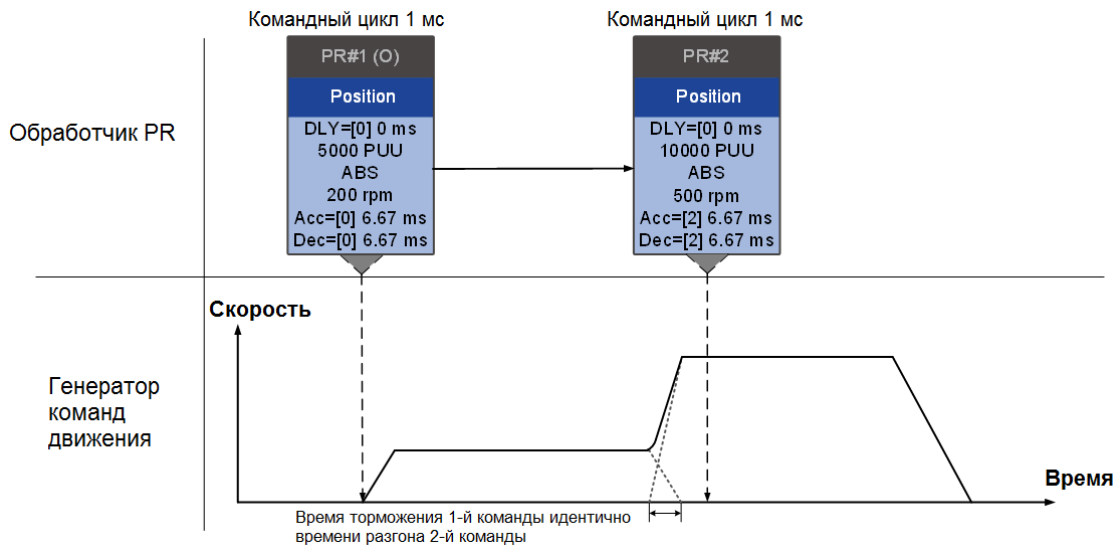 Командный цикл 1 мс
Командный цикл 1 мс
PR#1 (O)
Position
DLY=[0] 0 ms
5000 PUU
ABS
200 rpm
Acc=[0] 6.67 ms
Dec=[0] 6.67 ms
PR#2
Position
DLY=[0] 0 ms
10000 PUU
ABS
500 rpm
Acc=[2] 6.67 ms
Dec=[2] 6.67 ms
Обработчик PR
Скорость
Генератор
команд
движения
Время
Время торможения 1-й команды идентично
времени разгона 2-й команды